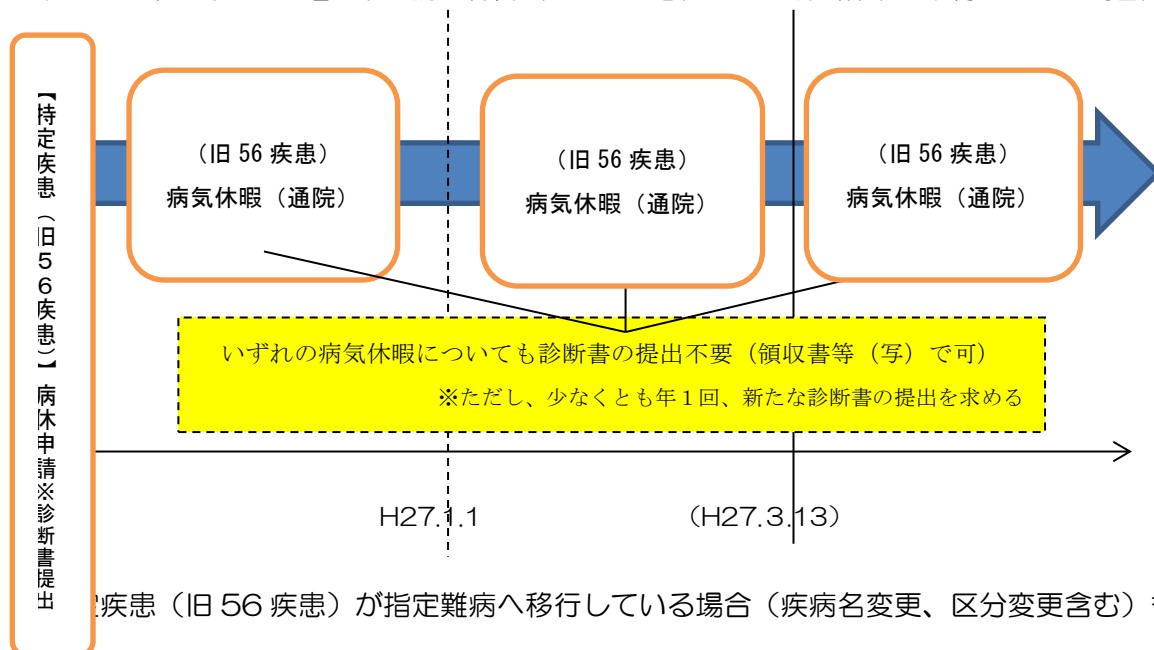 【特定疾患（旧５６疾患）】病休申請※診断書提出
（旧 56 疾患）
病気休暇（通院）
（旧 56 疾患）
病気休暇（通院）
（旧 56 疾患）
病気休暇（通院）
いずれの病気休暇についても診断書の提出不要（領収書等（写）で可）
※ただし、少なくとも年１回、新たな診断書の提出を求める
H27.1.1
（H27.3.13）
疾患（旧 56 疾患）が指定難病へ移行している場合（疾病名変更、区分変更含む）